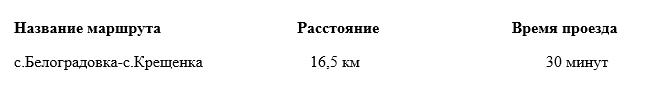 Название маршрута Расстояние Время проезда
с.Белоградовка-с.Крещенка 16,5 км 30 минут